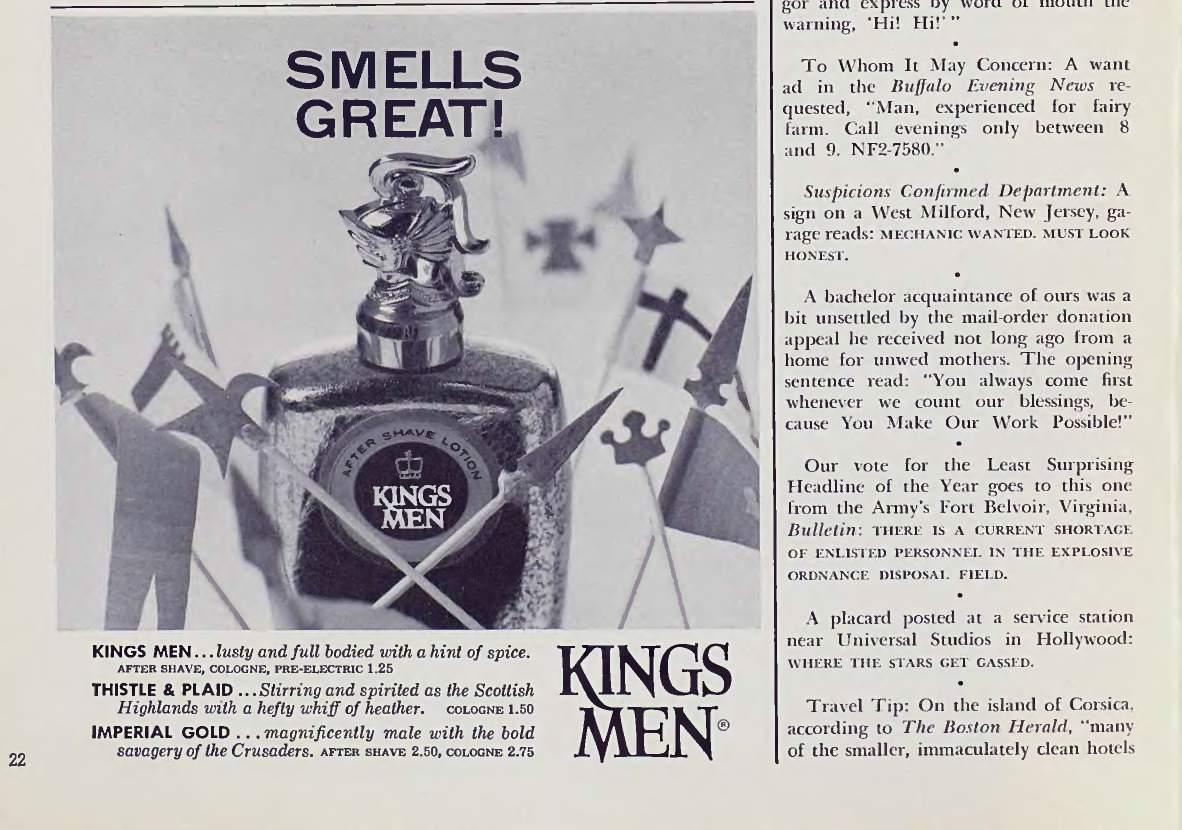 SMELLS
GREAT!
AFTER SHAVE LOTION
KINGS
MEN
KINGS MEN...lusty and full bodied with a hint of spice.
AFTER SHAVE, COLOGNE, PRE-ELECTRIC 1.25
THISTLE & PLAID ...Stirring and spirited as the Scottish
Highlands with a hefty whiff of heather. COLOGNE 1.50
IMPERIAL GOLD ...magnificently male with the bold
savagery of the Crusaders. AFTER SHAVE 2.50, COLOGNE 2.75
KINGS
MEN®
22
gor and express by word of mouth the
warning, 'Hi! Hi!'"
•
To Whom It May Concern: A want
ad in the Buffalo Evening News re-
quested, "Man, experienced for fairy
farm. Call evenings only between 8
and 9. NF2-7580."
•
Suspicions Confirmed Department: A
sign on a West Milford, New Jersey, ga-
rage reads: MECHANIC WANTED. MUST LOOK
HONEST.
•
A bachelor acquaintance of ours was a
bit unsettled by the mail-order donation
appeal he received not long ago from a
home for unwed mothers. The opening
sentence read: "You always come first
whenever we count our blessings, be-
cause You Make Our Work Possible!"
•
Our vote for the Least Surprising
Headline of the Year goes to this one
from the Army's Fort Belvoir, Virginia,
Bulletin: THERE IS A CURRENT SHORTAGE
OF ENLISTED PERSONNEL IN THE EXPLOSIVE
ORDNANCE DISPOSAL FIELD.
•
A placard posted at a service station
near Universal Studios in Hollywood:
WHERE THE STARS GET GASSED.
•
Travel Tip: On the island of Corsica,
according to The Boston Herald, "many
of the smaller, immaculately clean hotels